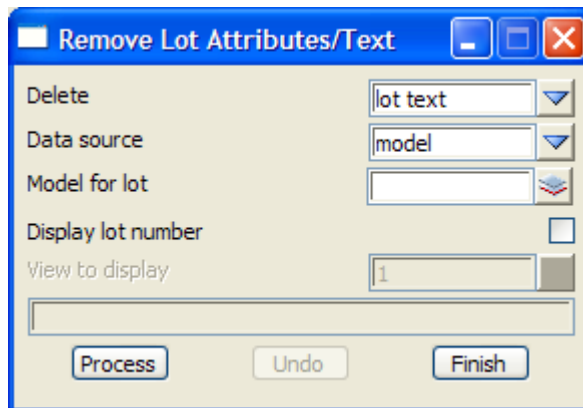 Remove Lot Attributes/Text
Delete lot text
Data source model
Model for lot
Display lot number
View to display 1
Process Undo Finish